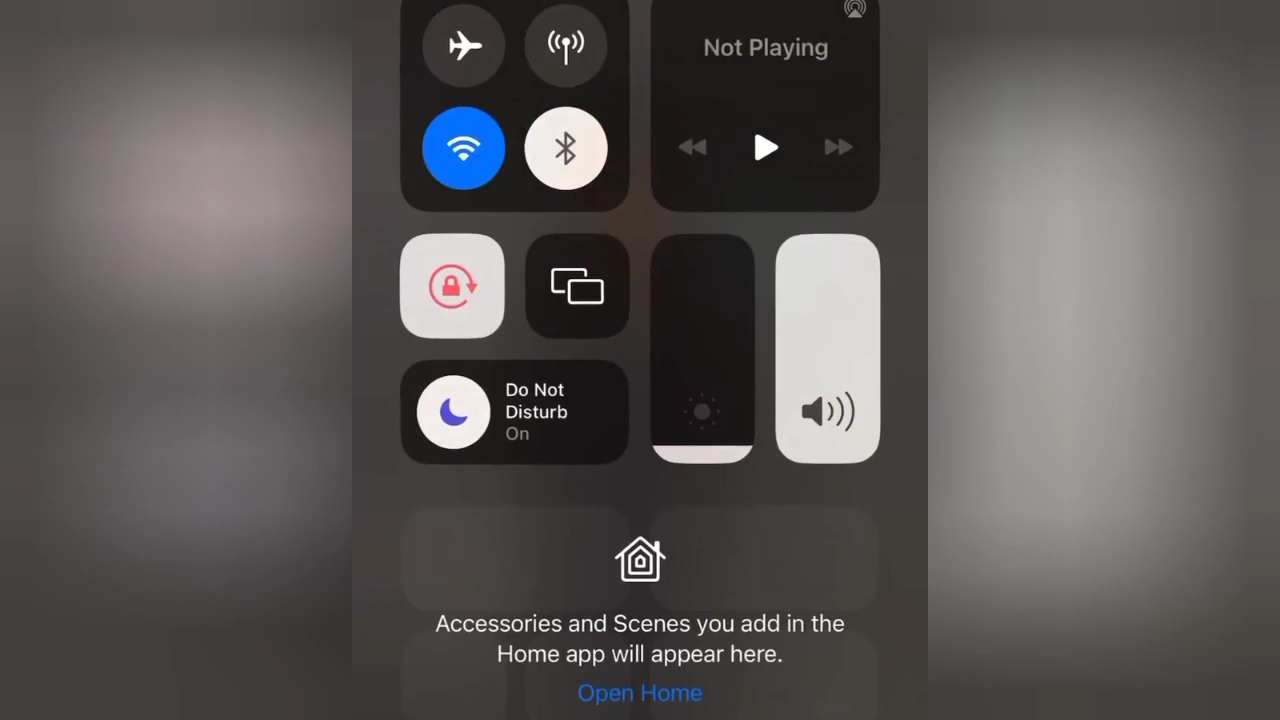 Not Playing
Do Not
Disturb
On
Accessories and Scenes you add in the
Home app will appear here.
Open Home